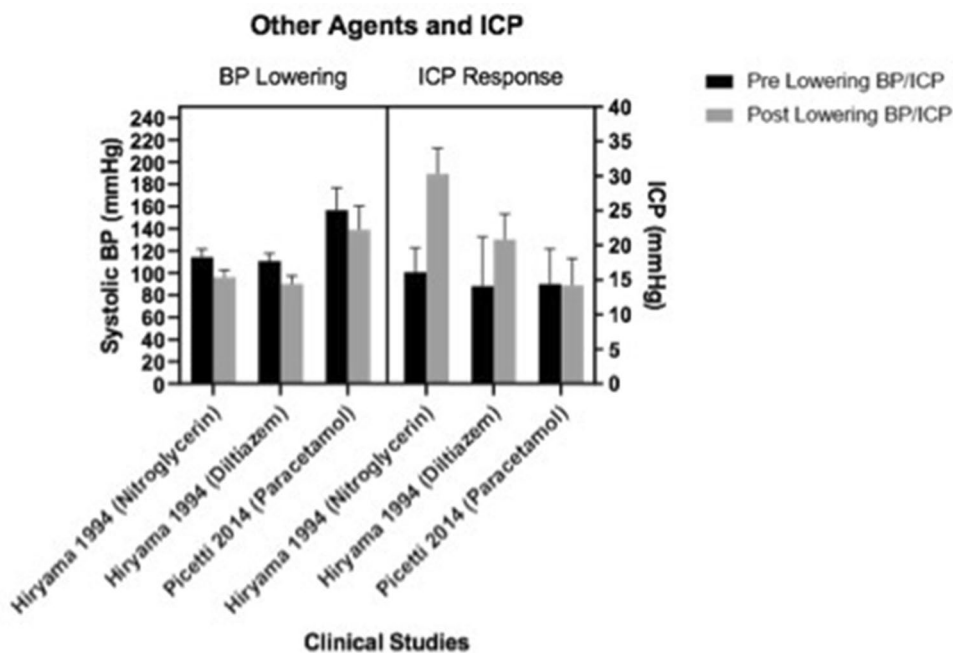 Other Agents and ICP
BP Lowering
ICP Response
Pre Lowering BP/ICP
Post Lowering BP/ICP
Systolic BP (mmHg)
240
220
200
180
160
140
120
100
80
60
40
20
0
40
35
30
25
20
15
10
5
0
ICP (mmHg)
Hiryama 1994 (Nitroglycerin)
Hiryama 1994 (Diltiazem)
Picetti 2014 (Paracetamol)
Hiryama 1994 (Nitroglycerin)
Hiryama 1994 (Diltiazem)
Picetti 2014 (Paracetamol)
Clinical Studies